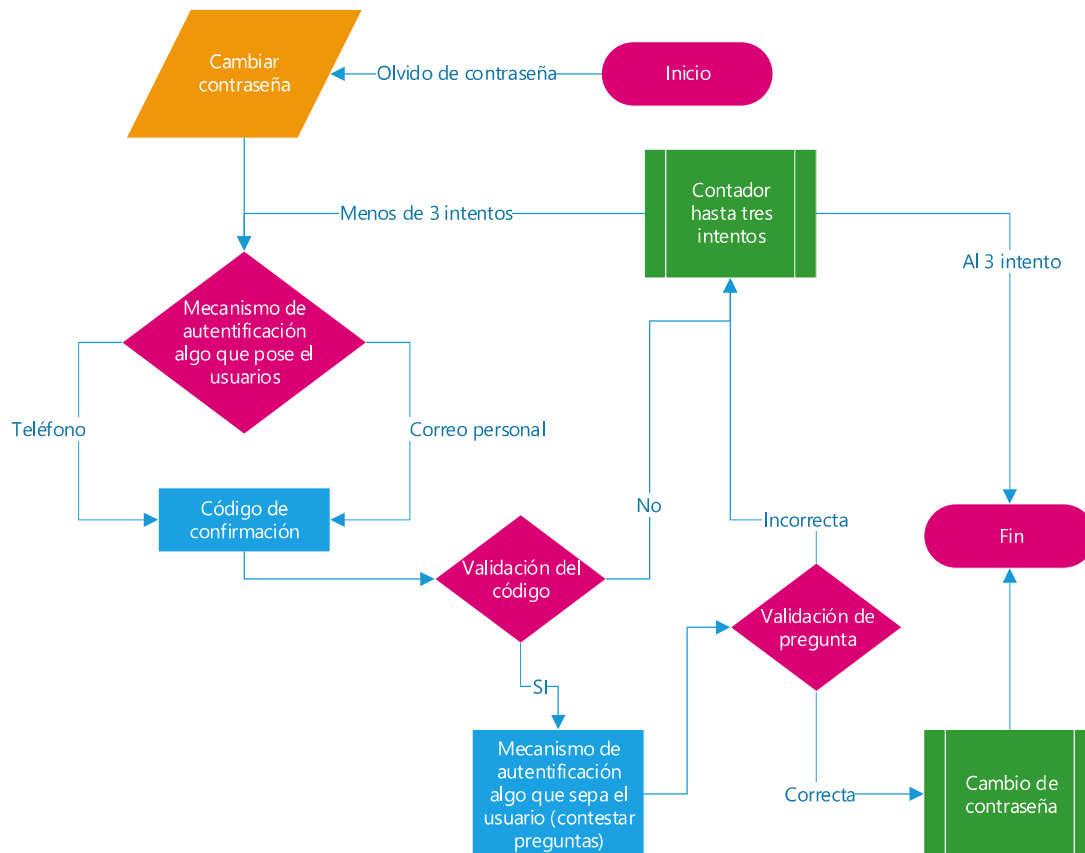 Cambiar
contraseña
Olvido de contraseña
Inicio
Contador
hasta tres
intentos
Menos de 3 intentos
Al 3 intento
Mecanismo de
autentificación
algo que pose el
usuarios
Teléfono
Correo personal
Código de
confirmación
No
Incorrecta
Fin
Validación del
código
Validación de
pregunta
SI
Mecanismo de
autentificación
algo que sepa el
usuario (contestar
preguntas)
Correcta
Cambio de
contraseña